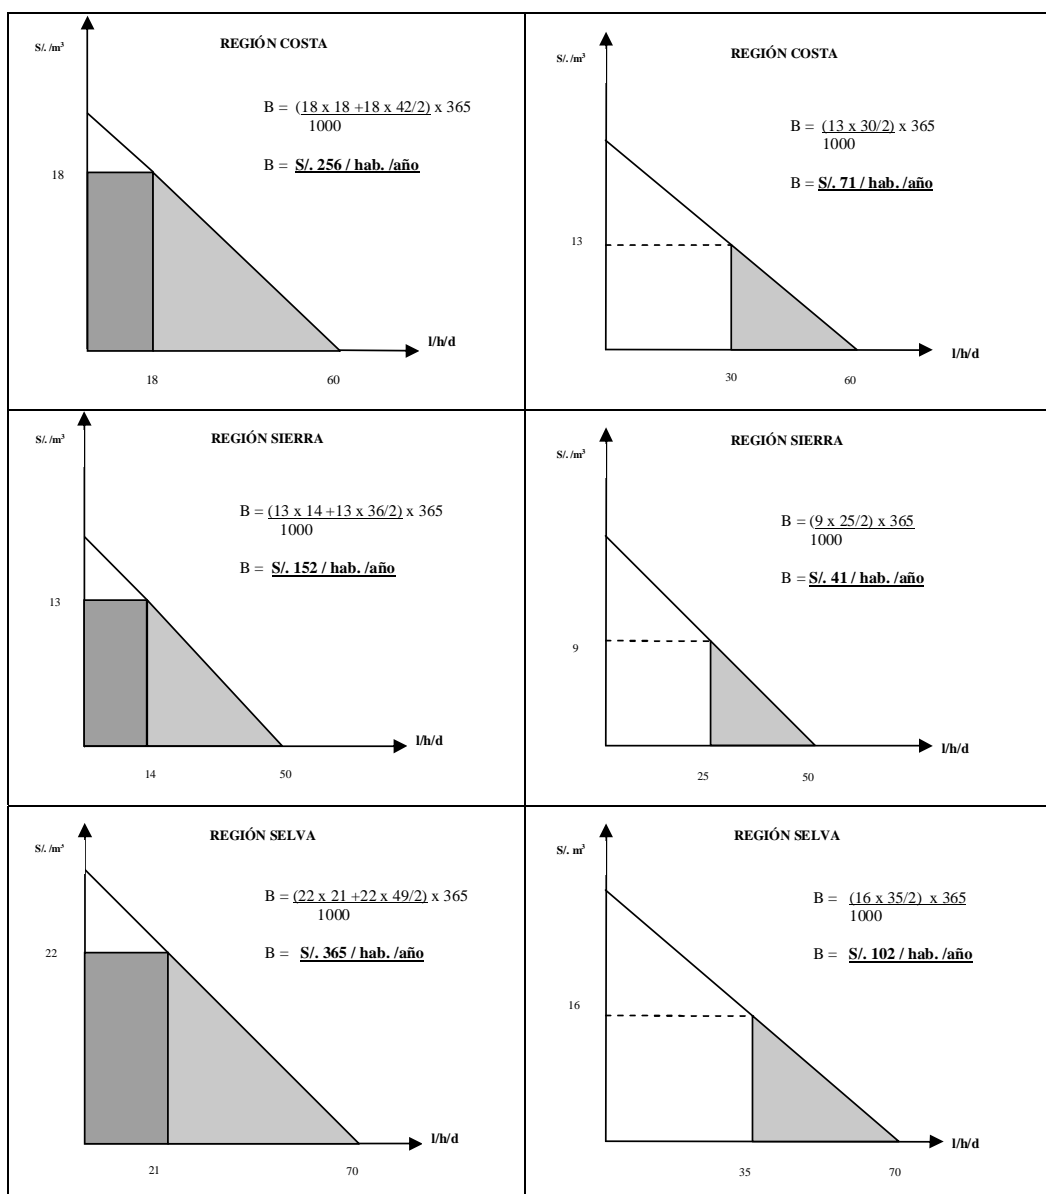 REGIÓN COSTA
S/. /m³
B = (18 x 18 +18 x 42/2) x 365
1000
B = S/. 256 / hab. /año
18
l/h/d
18 60
REGIÓN COSTA
S/. /m³
B = (13 x 30/2) x 365
1000
B = S/. 71 / hab. /año
13
l/h/d
30 60
S/. /m³
REGIÓN SIERRA
B = (13 x 14 +13 x 36/2) x 365
1000
B = S/. 152 / hab. /año
13
l/h/d
14 50
REGIÓN SIERRA
S/. /m³
B = (9 x 25/2) x 365
1000
B = S/. 41 / hab. /año
9
l/h/d
25 50
REGIÓN SELVA
S/. /m³
B = (22 x 21 +22 x 49/2) x 365
1000
22
B = S/. 365 / hab. /año
l/h/d
21 70
REGIÓN SELVA
S/. m³
B = (16 x 35/2) x 365
1000
B = S/. 102 / hab. /año
16
l/h/d
35 70